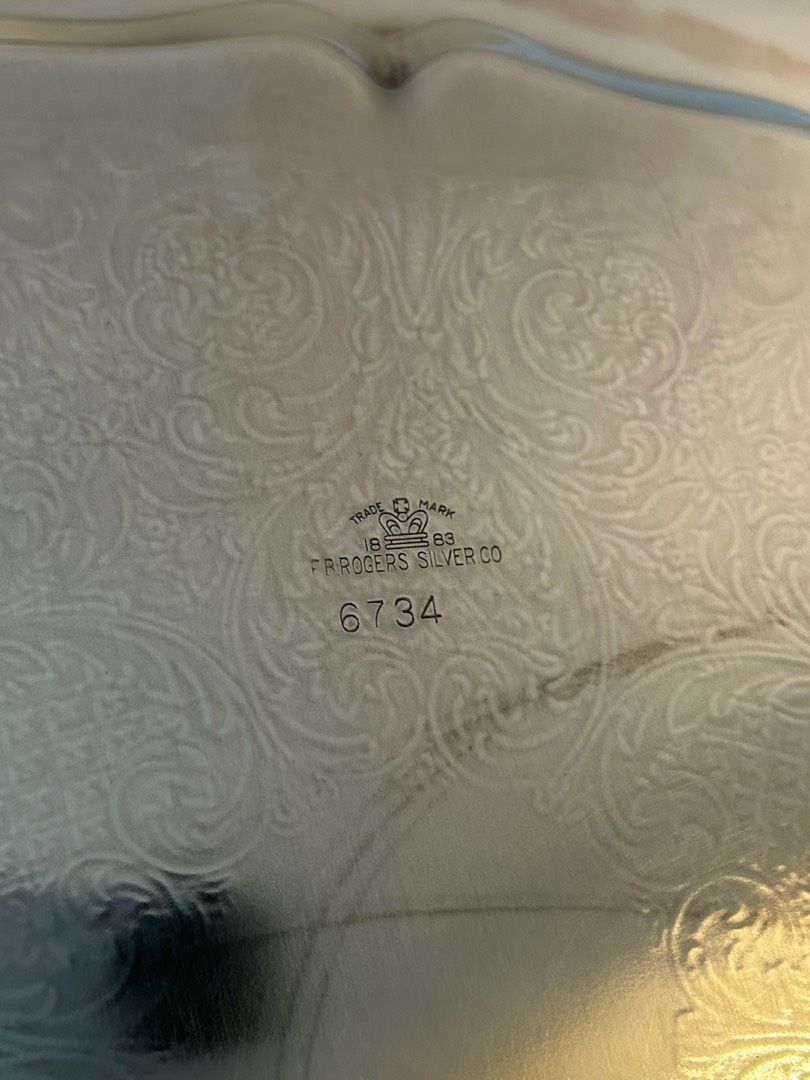 TRADE MARK
18 83
F B ROGERS SILVER CO
6734